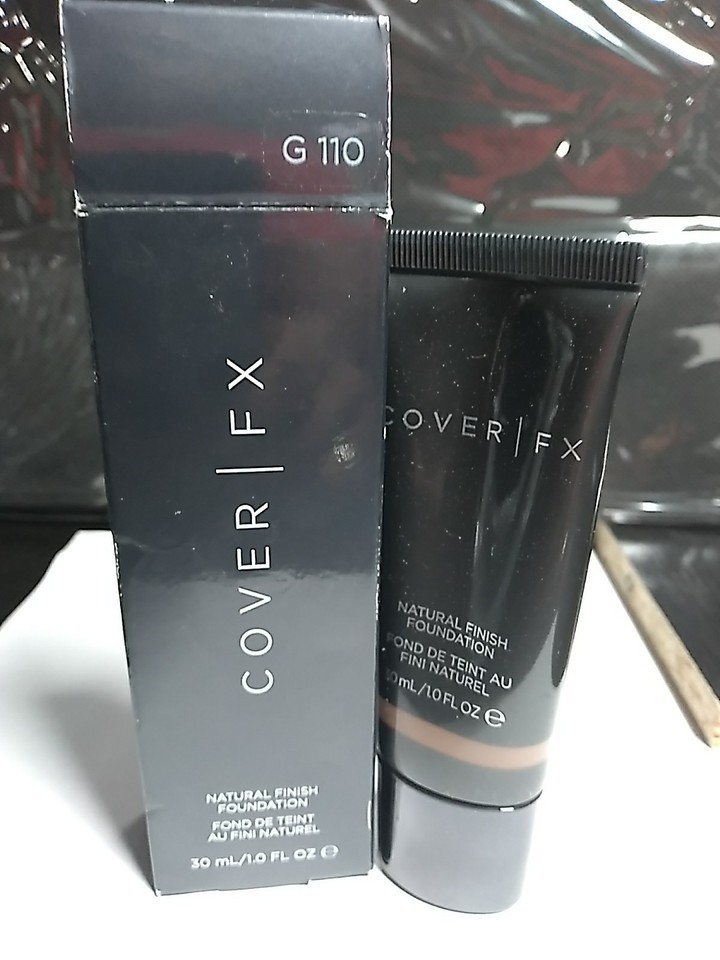 G 110
COVER | FX
NATURAL FINISH
FOUNDATION
FOND DE TEINT
AU FINI NATUREL
30 mL/1.0 FL OZ ℮
COVER | FX
NATURAL FINISH
FOUNDATION
FOND DE TEINT AU
FINI NATUREL
30 mL/1.0 FL OZ ℮